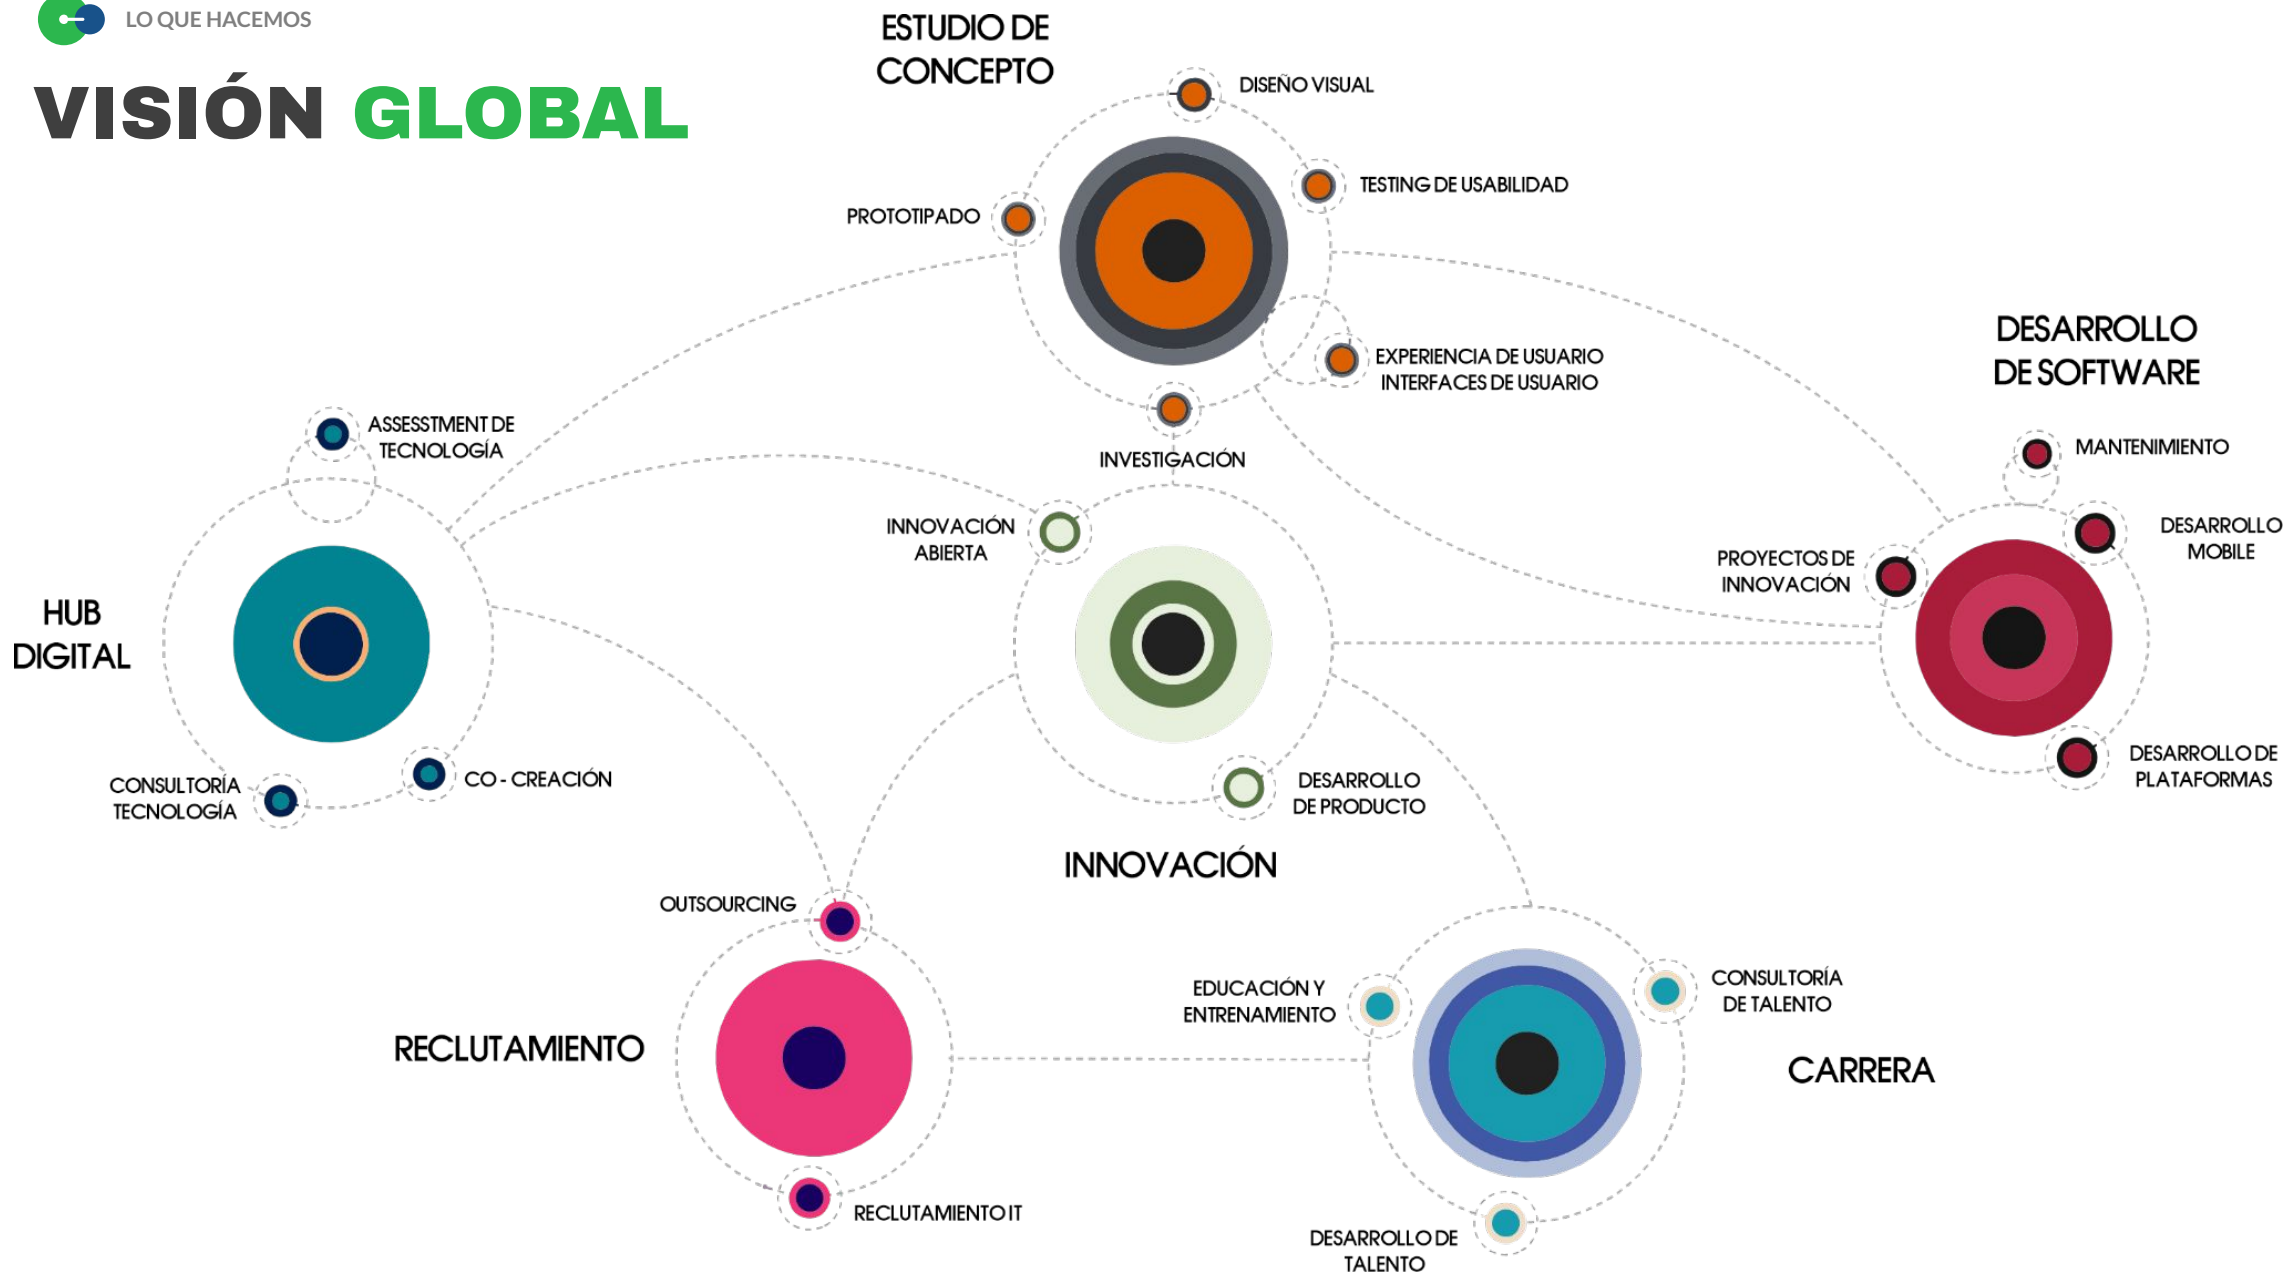 LO QUE HACEMOS
VISIÓN GLOBAL
ESTUDIO DE
CONCEPTO
DISEÑO VISUAL
TESTING DE USABILIDAD
PROTOTIPADO
EXPERIENCIA DE USUARIO
INTERFACES DE USUARIO
INVESTIGACIÓN
DESARROLLO
DE SOFTWARE
MANTENIMIENTO
DESARROLLO
MOBILE
PROYECTOS DE
INNOVACIÓN
DESARROLLO DE
PLATAFORMAS
ASSESSTMENT DE
TECNOLOGÍA
HUB
DIGITAL
CONSULTORÍA
TECNOLOGÍA
CO - CREACIÓN
INNOVACIÓN
ABIERTA
DESARROLLO
DE PRODUCTO
INNOVACIÓN
OUTSOURCING
RECLUTAMIENTO
RECLUTAMIENTO IT
EDUCACIÓN Y
ENTRENAMIENTO
CONSULTORÍA
DE TALENTO
CARRERA
DESARROLLO DE
TALENTO